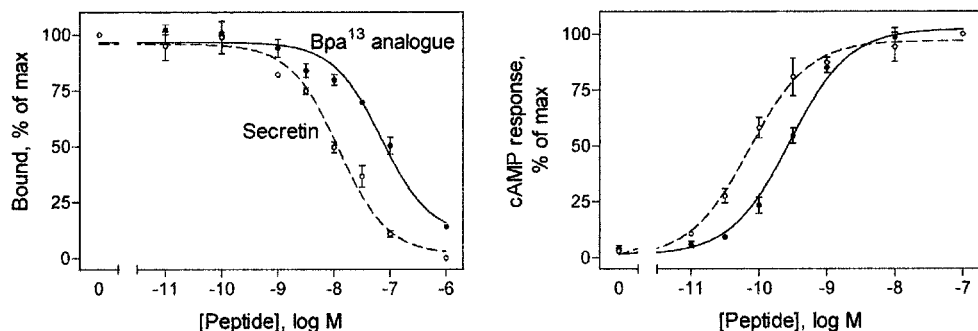 Bound, % of max
100
75
50
25
0
Bpa13 analogue
Secretin
0 -11 -10 -9 -8 -7 -6
[Peptide], log M
cAMP response,
% of max
100
75
50
25
0
0 -11 -10 -9 -8 -7
[Peptide], log M